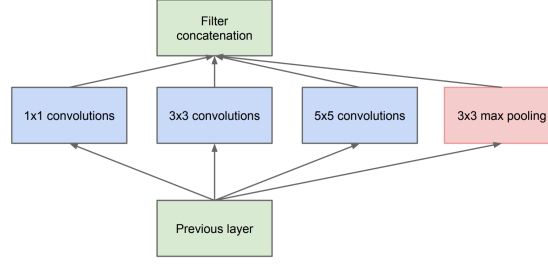 Filter
concatenation
1x1 convolutions
3x3 convolutions
5x5 convolutions
3x3 max pooling
Previous layer